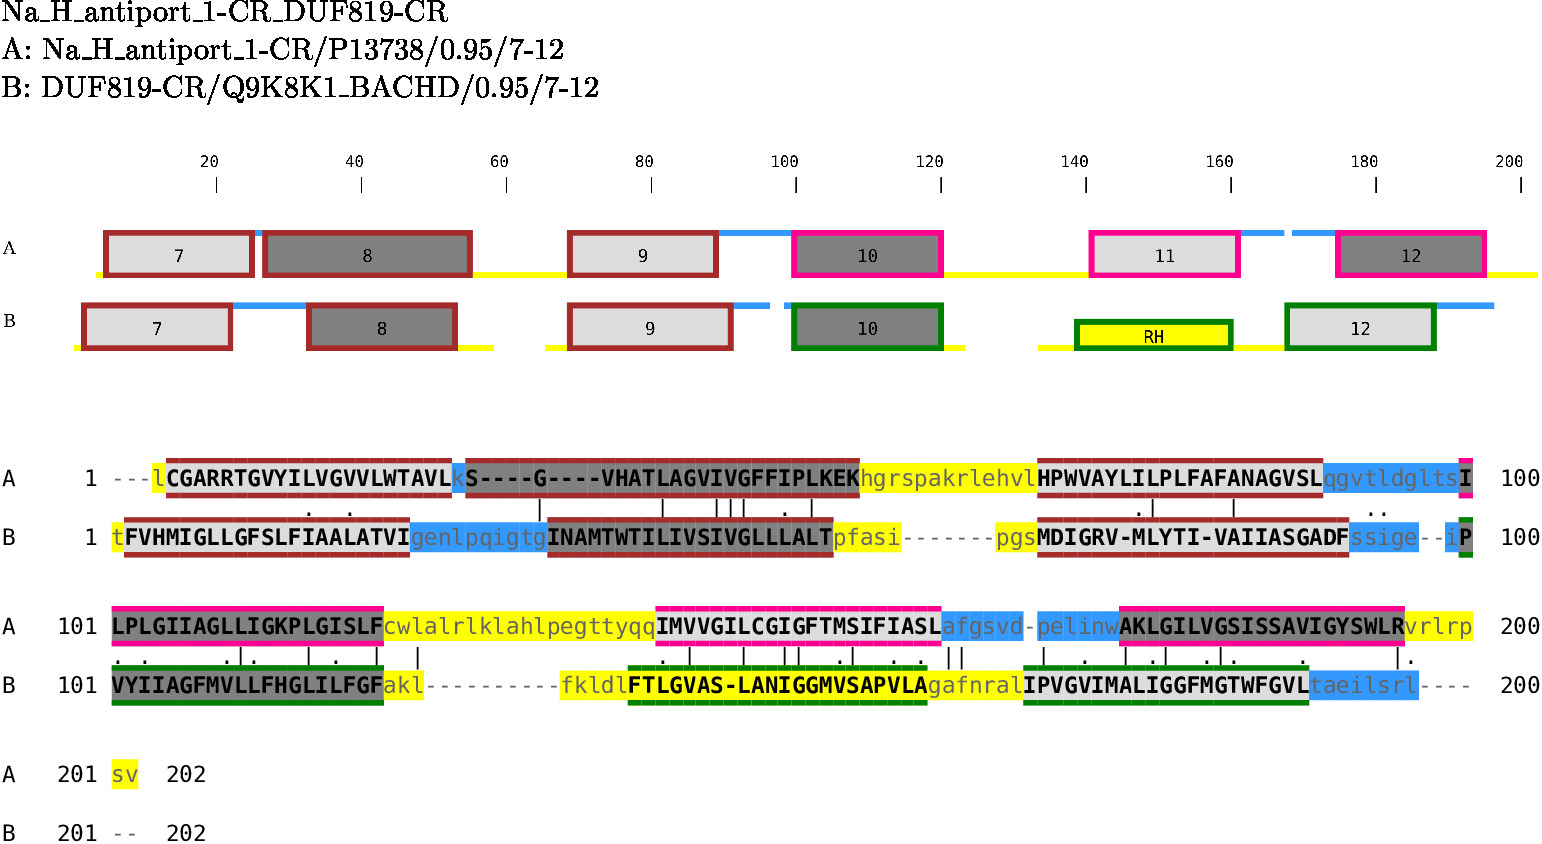 Na_H_antiport_1-CR_DUF819-CR
A: Na_H_antiport_1-CR/P13738/0.95/7-12
B: DUF819-CR/Q9K8K1_BACHD/0.95/7-12
20 40 60 80 100 120 140 160 180 200
A 7 8 9 10 11 12
B 7 8 9 10 RH 12
A 1 ---lCGARRTGVYILVGVVLWTAVLkS----G----VHATLAGVIVGFFIPLKEKhgrspakrlehvlHPWVAYLILPLFAFANAGVSLqgvtldgltsI 100
B 1 tFVHMIGLLGFSLFIAALATVIgenlpqigtgINAMTWTILIVSIVGLLLALTpfasi-------pgsMDIGRV-MLYTI-VAIIASGADFssige--iP 100
A 101 LPLGIIAGLLIGKPLGISLFcwlalrlklahlpegttyqqIMVVGILCGIGFTMSIFIASLafgsvd-pelinwAKLGILVGSISSAVIGYSWLRvrlrp 200
B 101 VYIIAGFMVLLFHGLILFGFakl----------fkldlFTLGVAS-LANIGGMVSAPVLAgafnralIPVGVIMALIGGFMGTWFGVLtaeilsrl---- 200
A 201 sv 202
B 201 -- 202